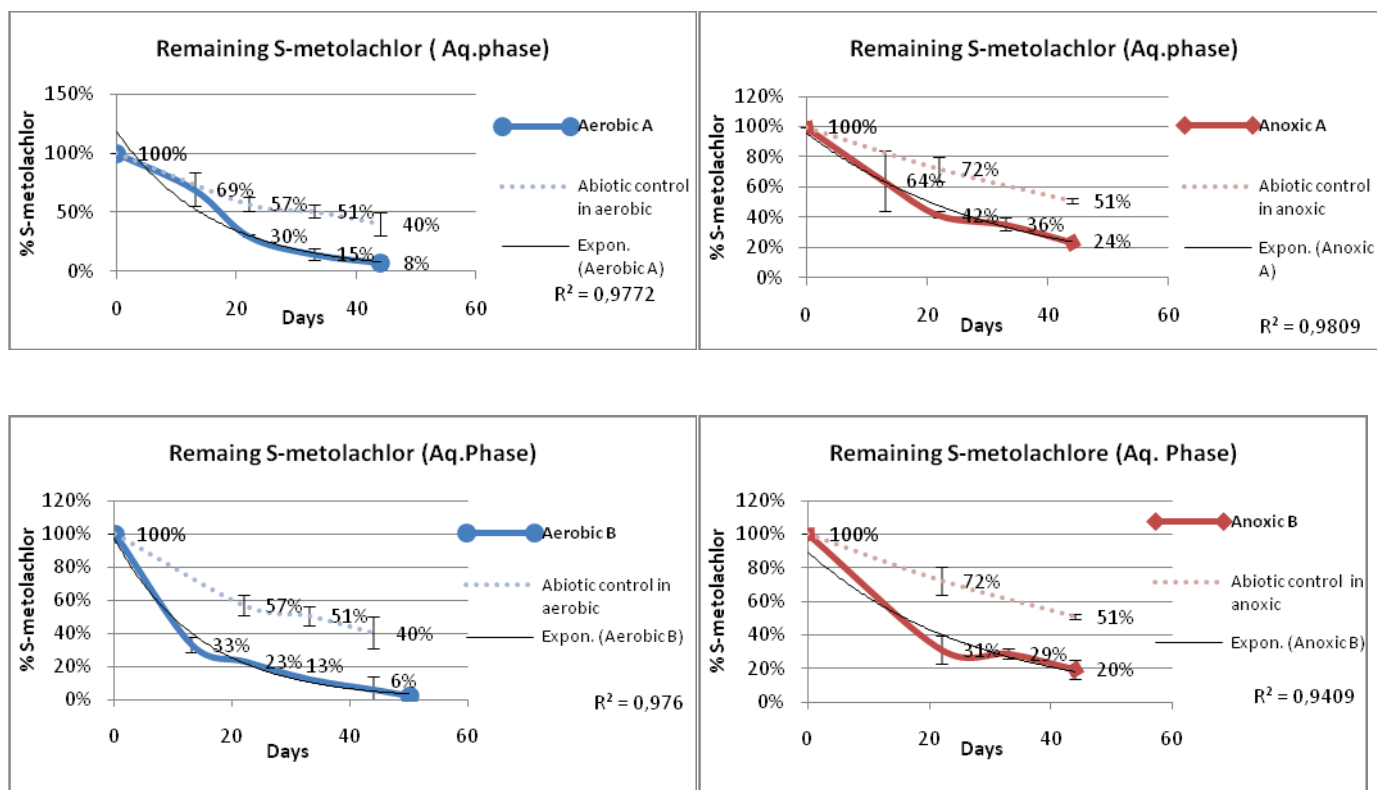 Remaining S-metolachlor ( Aq.phase)
% S-metolachlor
150%
100%
50%
0%
100%
69%
57%
51%
40%
30%
15%
8%
0
20
40
60
Days
Aerobic A
Abiotic control
in aerobic
Expon.
(Aerobic A)
R² = 0,9772
Remaining S-metolachlor (Aq.phase)
% S-metolachlor
120%
100%
80%
60%
40%
20%
0%
100%
72%
64%
51%
42%
36%
24%
0
20
40
60
Days
Anoxic A
Abiotic control
in anoxic
Expon. (Anoxic
A)
R² = 0,9809
Remaing S-metolachlor (Aq.Phase)
% S-metolachlor
120%
100%
80%
60%
40%
20%
0%
100%
57%
51%
40%
33%
23%
13%
6%
0
20
40
60
Days
Aerobic B
Abiotic control in
aerobic
Expon. (Aerobic B)
R² = 0,976
Remaining S-metolachlore (Aq. Phase)
% S-metolachlor
120%
100%
80%
60%
40%
20%
0%
100%
72%
51%
31%
29%
20%
0
20
40
60
Days
Anoxic B
Abiotic control in
anoxic
Expon. (Anoxic B)
R² = 0,9409